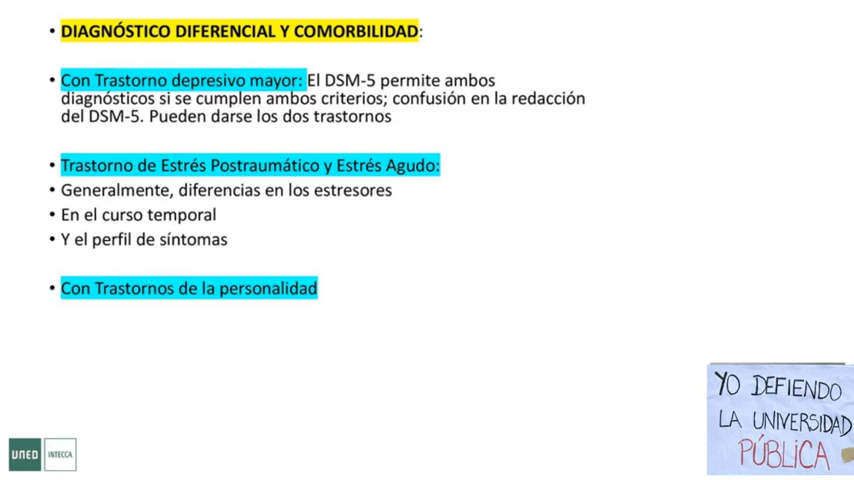 • DIAGNÓSTICO DIFERENCIAL Y COMORBILIDAD:
• Con Trastorno depresivo mayor: El DSM-5 permite ambos
diagnósticos si se cumplen ambos criterios; confusión en la redacción
del DSM-5. Pueden darse los dos trastornos
• Trastorno de Estrés Postraumático y Estrés Agudo:
• Generalmente, diferencias en los estresores
• En el curso temporal
• Y el perfil de síntomas
• Con Trastornos de la personalidad
YO DEFIENDO
LA UNIVERSIDAD
PÚBLICA
UNED INTECCA